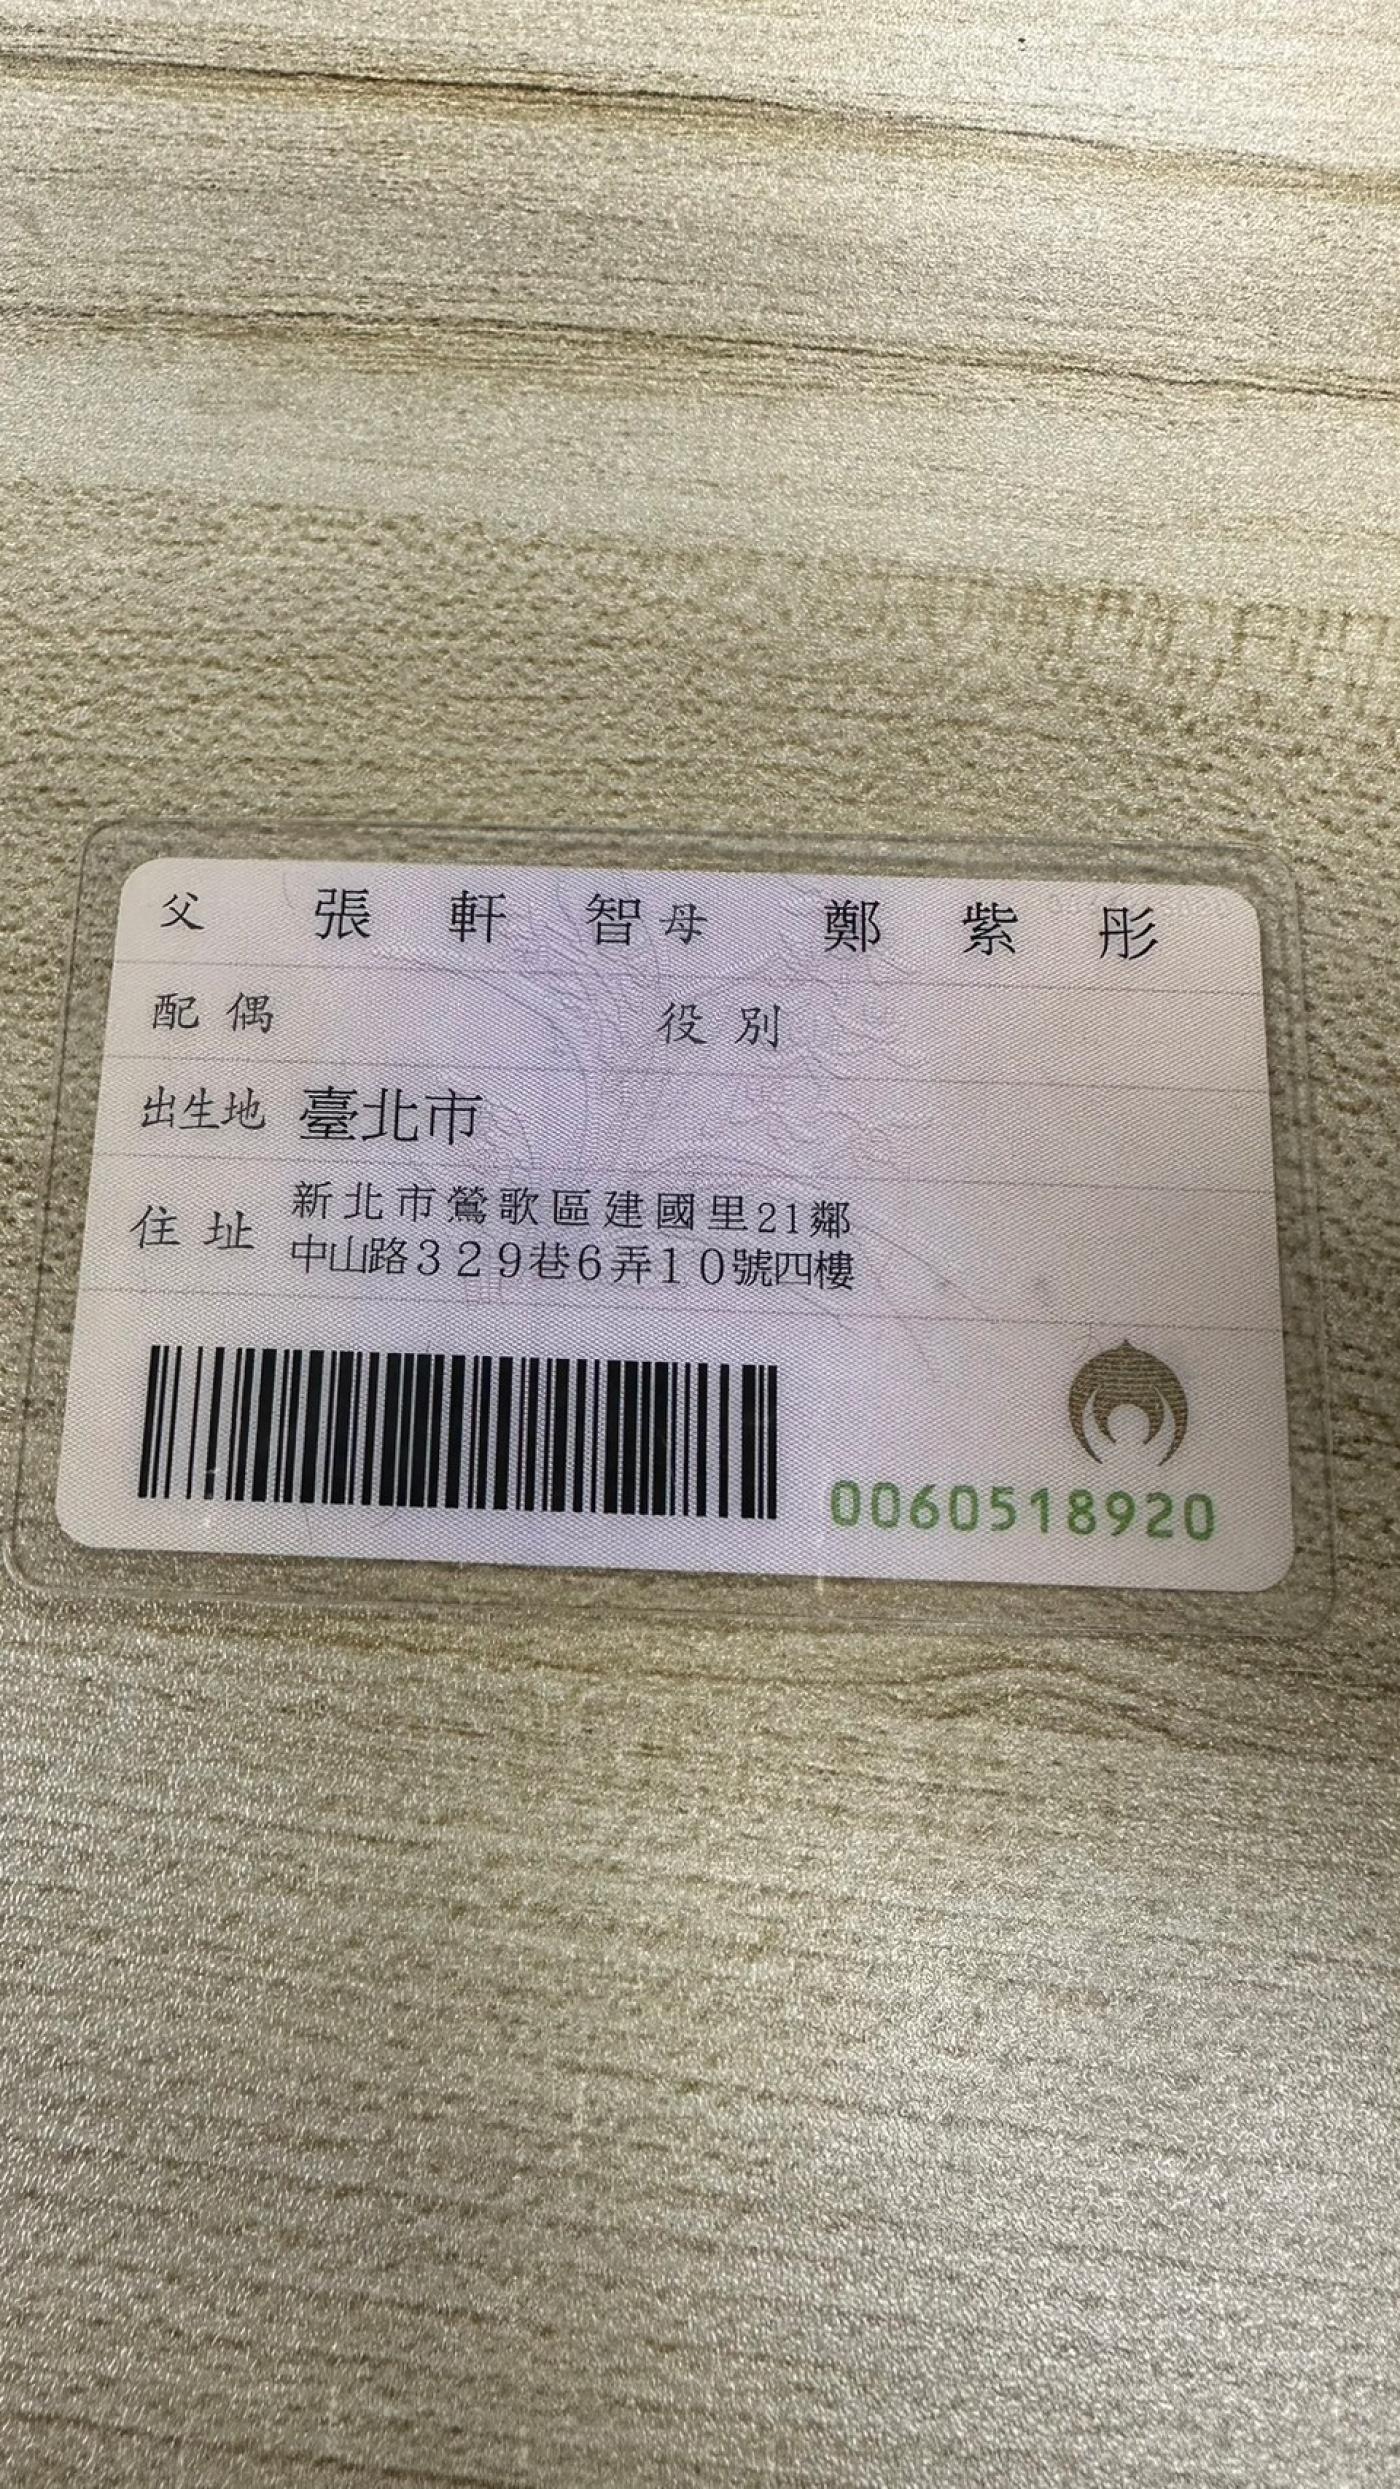 父 張軒智 母 鄭紫彤
配偶 役別
出生地 臺北市
住址 新北市鶯歌區建國里21鄰
中山路329巷6弄10號四樓
0060518920